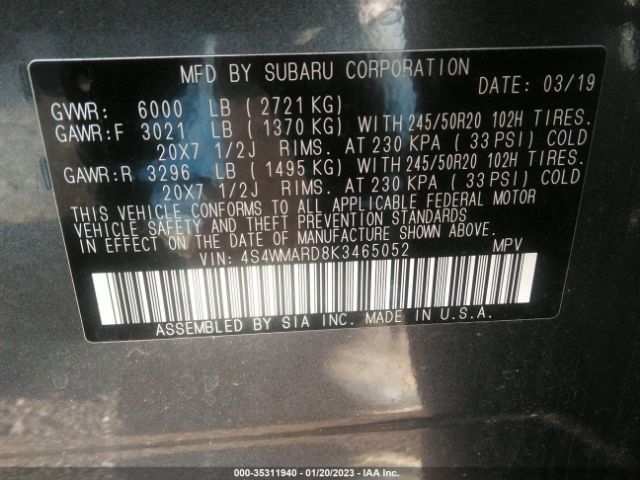 MFD BY SUBARU CORPORATION
DATE: 03/19
GVWR: 6000 LB (2721 KG)
GAWR:F 3021 LB (1370 KG) WITH 245/50R20 102H TIRES.
20X7 1/2J RIMS. AT 230 KPA (33 PSI) COLD
GAWR:R 3296 LB (1495 KG) WITH 245/50R20 102H TIRES.
20X7 1/2J RIMS. AT 230 KPA (33 PSI) COLD
THIS VEHICLE CONFORMS TO ALL APPLICABLE FEDERAL MOTOR
VEHICLE SAFETY AND THEFT PREVENTION STANDARDS
IN EFFECT ON THE DATE OF MANUFACTURE SHOWN ABOVE.
VIN: 4S4WMARD8K3465052 MPV
ASSEMBLED BY SIA INC. MADE IN U.S.A.
000-35311940 - 01/20/2023 - IAA Inc.